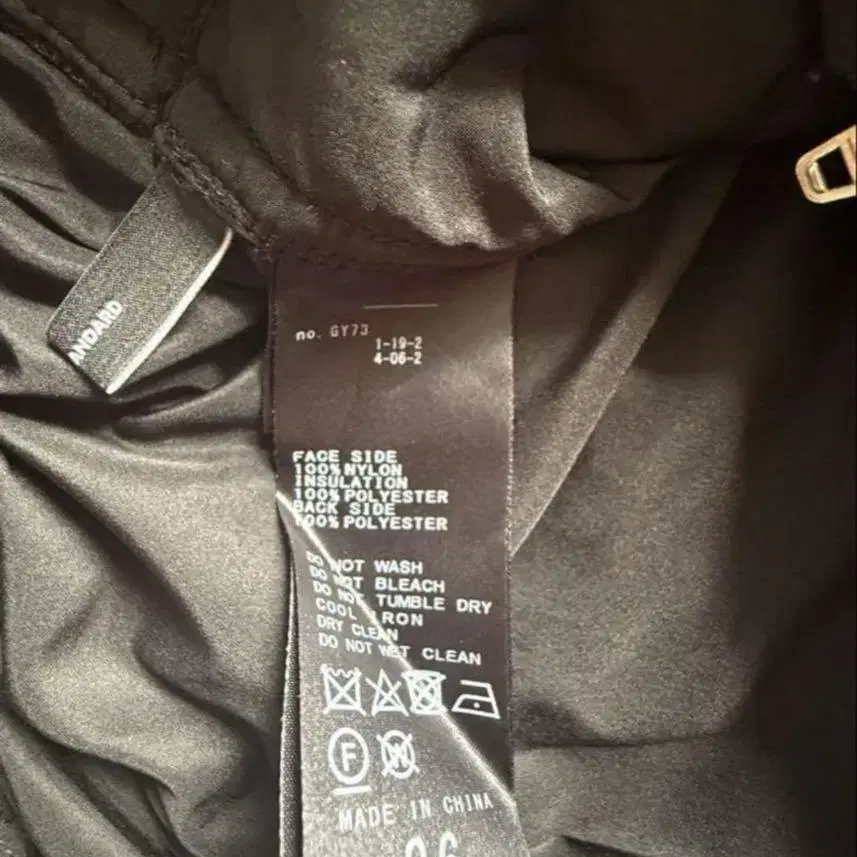 ANDARD
no. GY73
1-19-2
4-06-2
FACE SIDE
100% NYLON
INSULATION
100% POLYESTER
BACK SIDE
100% POLYESTER
DO NOT WASH
DO NOT BLEACH
DO NOT TUMBLE DRY
COOL IRON
DRY CLEAN
DO NOT WET CLEAN
F
W
MADE IN CHINA